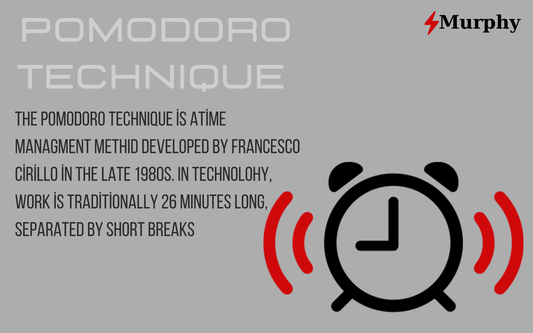 POMODORO
TECHNIQUE
Murphy
THE POMODORO TECHNIQUE İS ATİME
MANAGMENT METHID DEVELOPED BY FRANCESCO
CİRİLLO İN THE LATE 1980S. IN TECHNOLOHY,
WORK İS TRADİTİONALLY 26 MINUTES LONG,
SEPARATED BY SHORT BREAKS